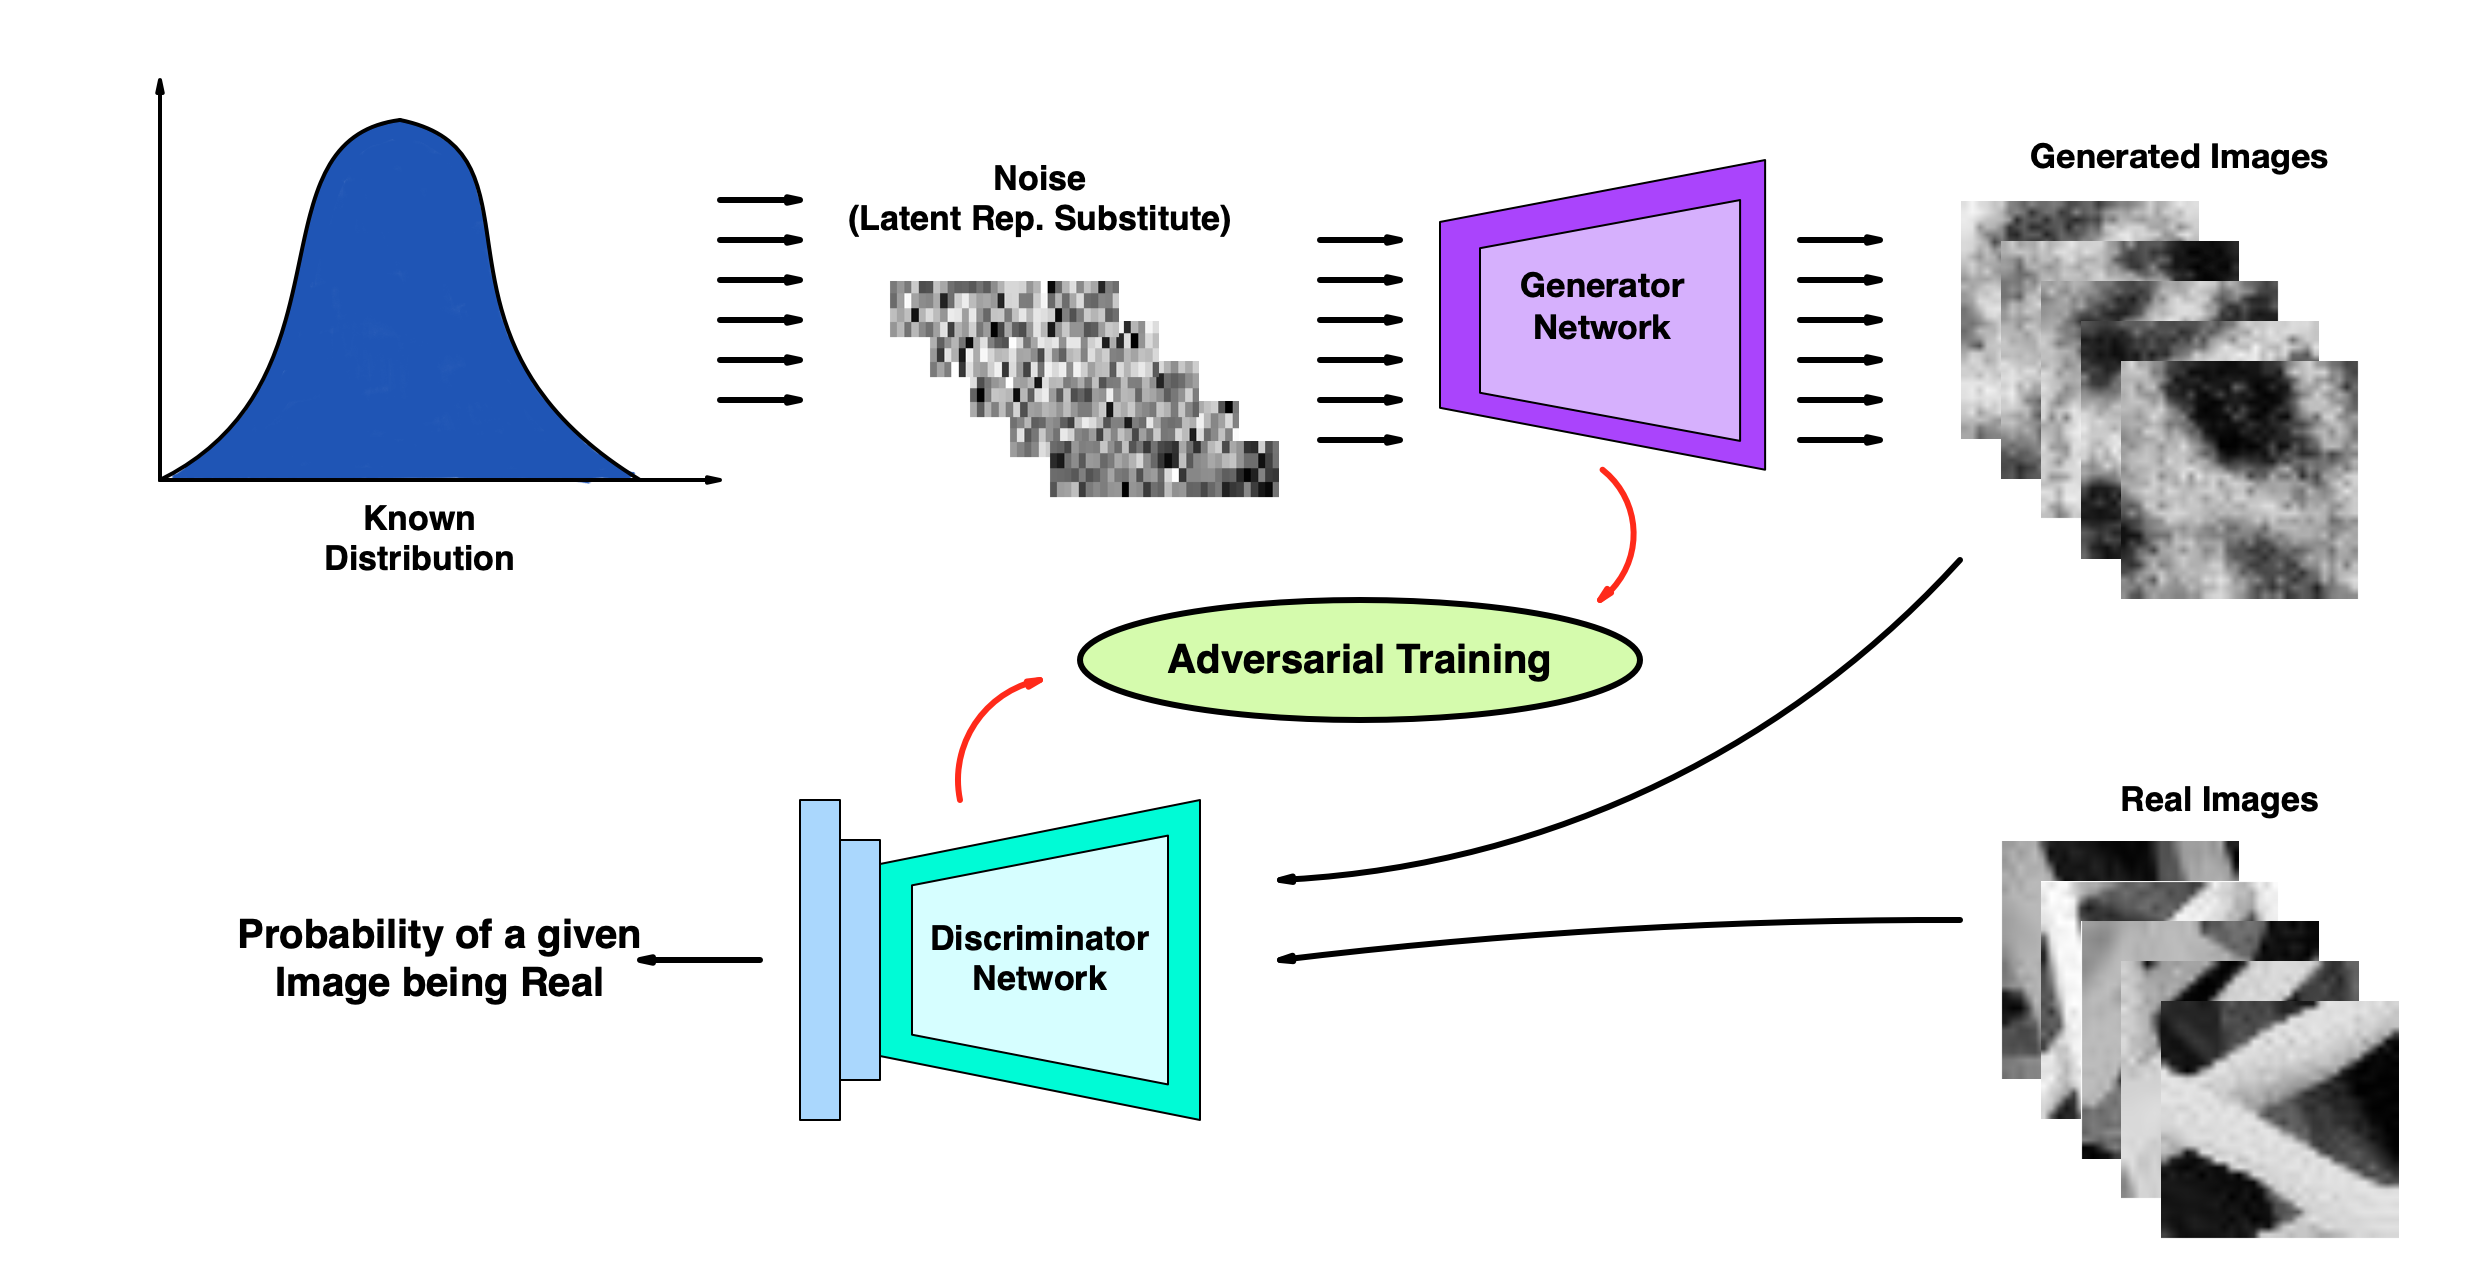 Known
Distribution
Noise
(Latent Rep. Substitute)
Generator
Network
Generated Images
Adversarial Training
Real Images
Discriminator
Network
Probability of a given
Image being Real